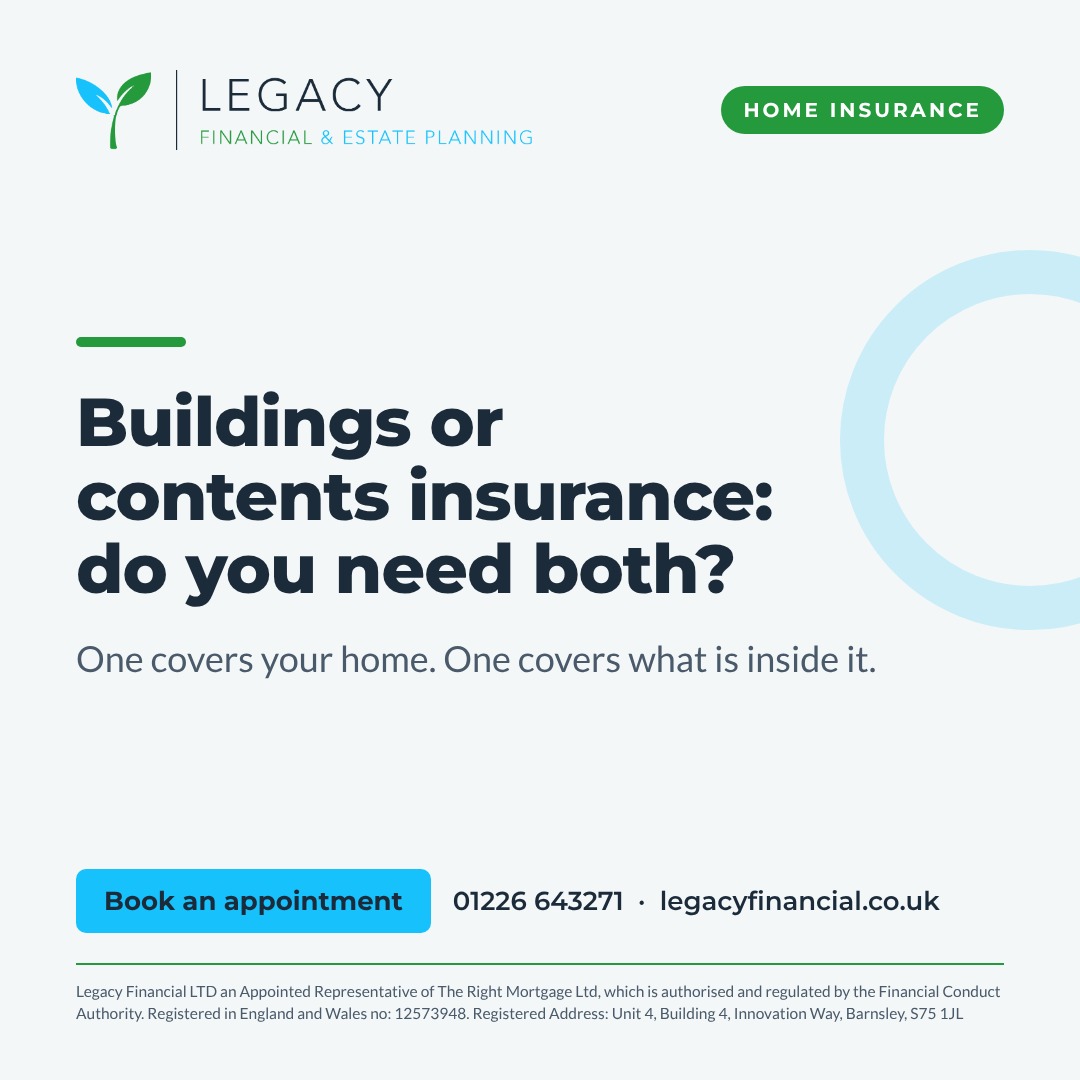 LEGACY
FINANCIAL & ESTATE PLANNING
HOME INSURANCE
Buildings or
contents insurance:
do you need both?
One covers your home. One covers what is inside it.
Book an appointment
01226 643271 · legacyfinancial.co.uk
Legacy Financial LTD an Appointed Representative of The Right Mortgage Ltd, which is authorised and regulated by the Financial Conduct
Authority. Registered in England and Wales no: 12573948. Registered Address: Unit 4, Building 4, Innovation Way, Barnsley, S75 1JL